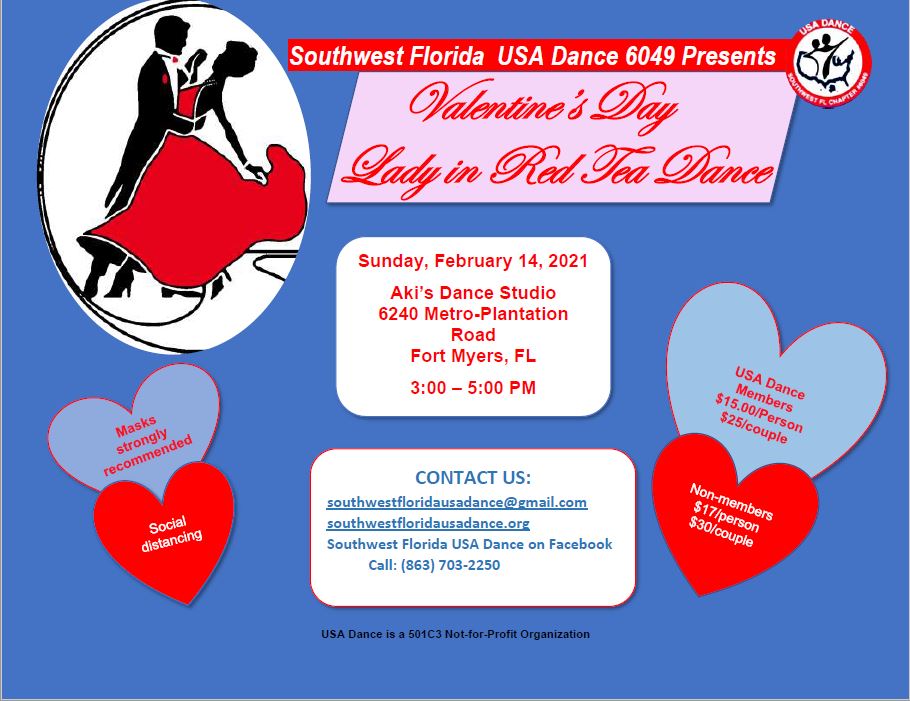 Southwest Florida  USA Dance 6049 Presents
USA DANCE
SOUTHWEST FL CHAPTER #6049
Valentine's Day
Lady in Red Tea Dance
Sunday, February 14, 2021
Aki's Dance Studio
6240 Metro-Plantation
Road
Fort Myers, FL
3:00 – 5:00 PM
USA Dance
Members
$15.00/Person
$25/couple
Masks
strongly
recommended
Non-members
$17/person
$30/couple
Social
distancing
CONTACT US:
southwestfloridausadance@gmail.com
southwestfloridausadance.org
Southwest Florida USA Dance on Facebook
Call: (863) 703-2250
USA Dance is a 501C3 Not-for-Profit Organization